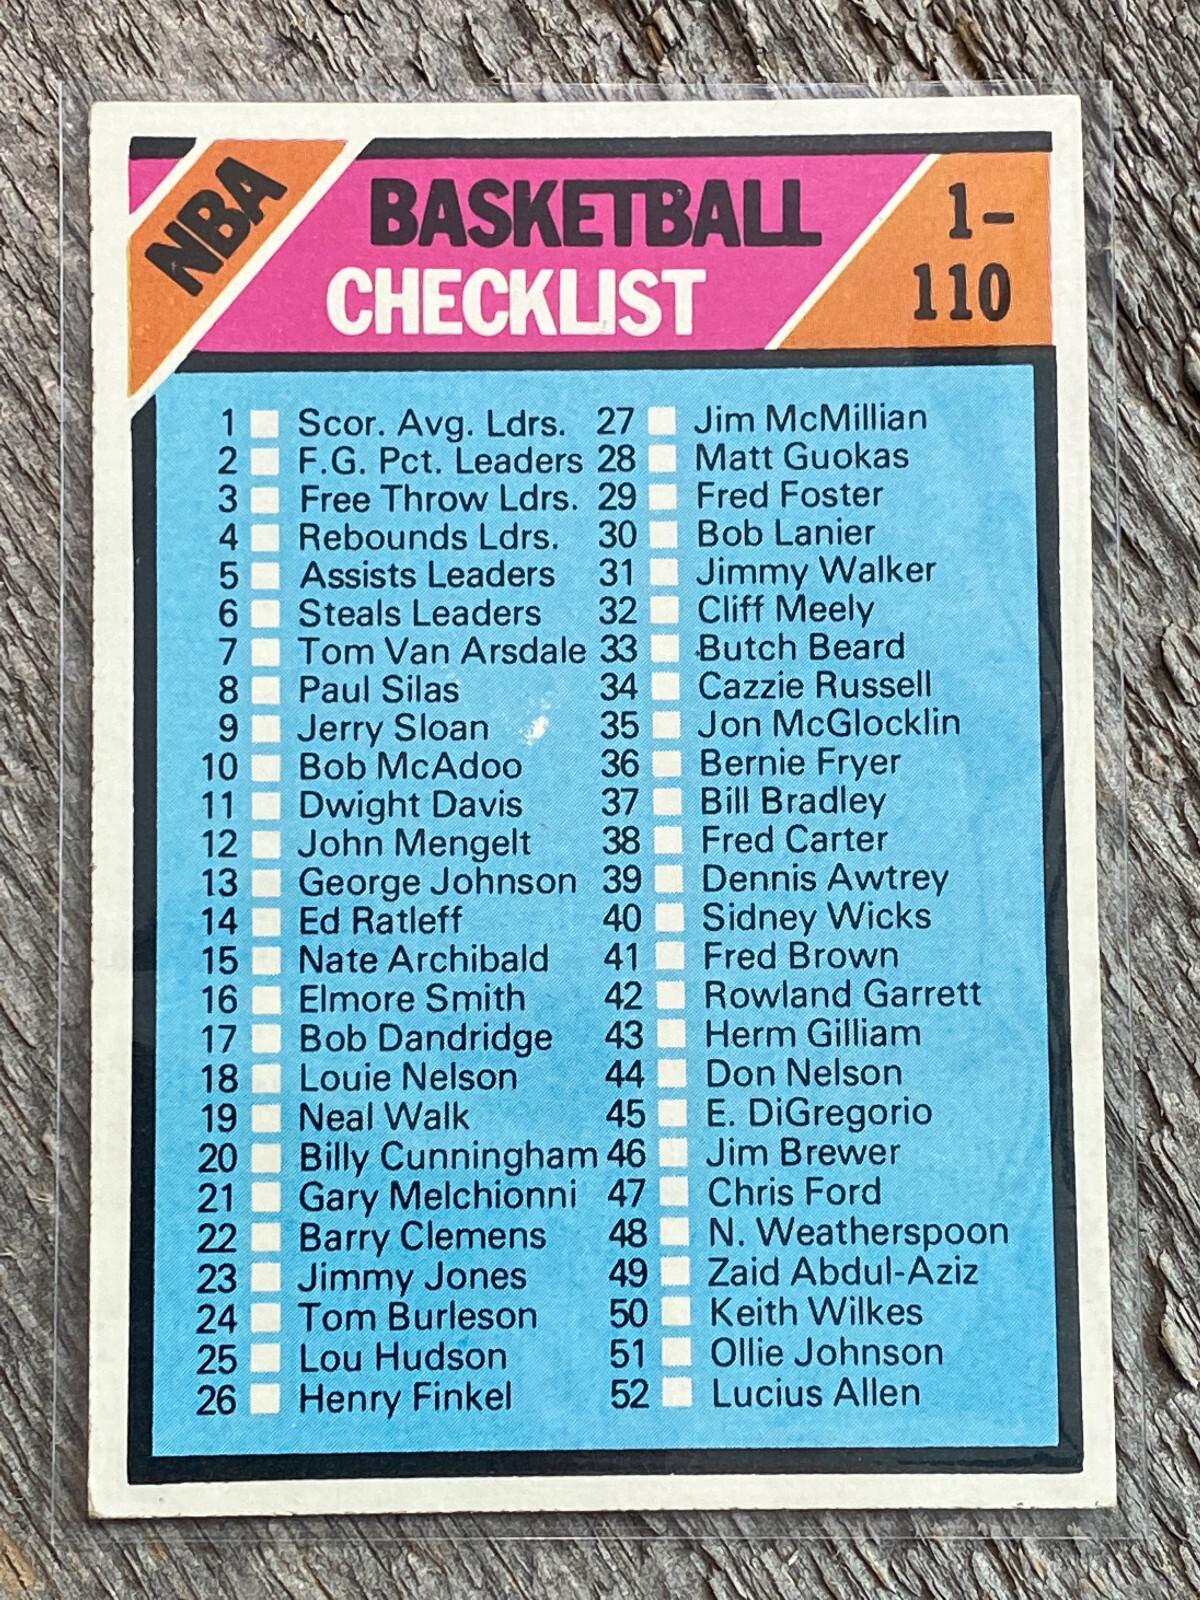 NBA
BASKETBALL
CHECKLIST
1-
110
1 Scor. Avg. Ldrs.
2 F.G. Pct. Leaders
3 Free Throw Ldrs.
4 Rebounds Ldrs.
5 Assists Leaders
6 Steals Leaders
7 Tom Van Arsdale
8 Paul Silas
9 Jerry Sloan
10 Bob McAdoo
11 Dwight Davis
12 John Mengelt
13 George Johnson
14 Ed Ratleff
15 Nate Archibald
16 Elmore Smith
17 Bob Dandridge
18 Louie Nelson
19 Neal Walk
20 Billy Cunningham
21 Gary Melchionni
22 Barry Clemens
23 Jimmy Jones
24 Tom Burleson
25 Lou Hudson
26 Henry Finkel
27 Jim McMillian
28 Matt Guokas
29 Fred Foster
30 Bob Lanier
31 Jimmy Walker
32 Cliff Meely
33 Butch Beard
34 Cazzie Russell
35 Jon McGlocklin
36 Bernie Fryer
37 Bill Bradley
38 Fred Carter
39 Dennis Awtrey
40 Sidney Wicks
41 Fred Brown
42 Rowland Garrett
43 Herm Gilliam
44 Don Nelson
45 E. DiGregorio
46 Jim Brewer
47 Chris Ford
48 N. Weatherspoon
49 Zaid Abdul-Aziz
50 Keith Wilkes
51 Ollie Johnson
52 Lucius Allen